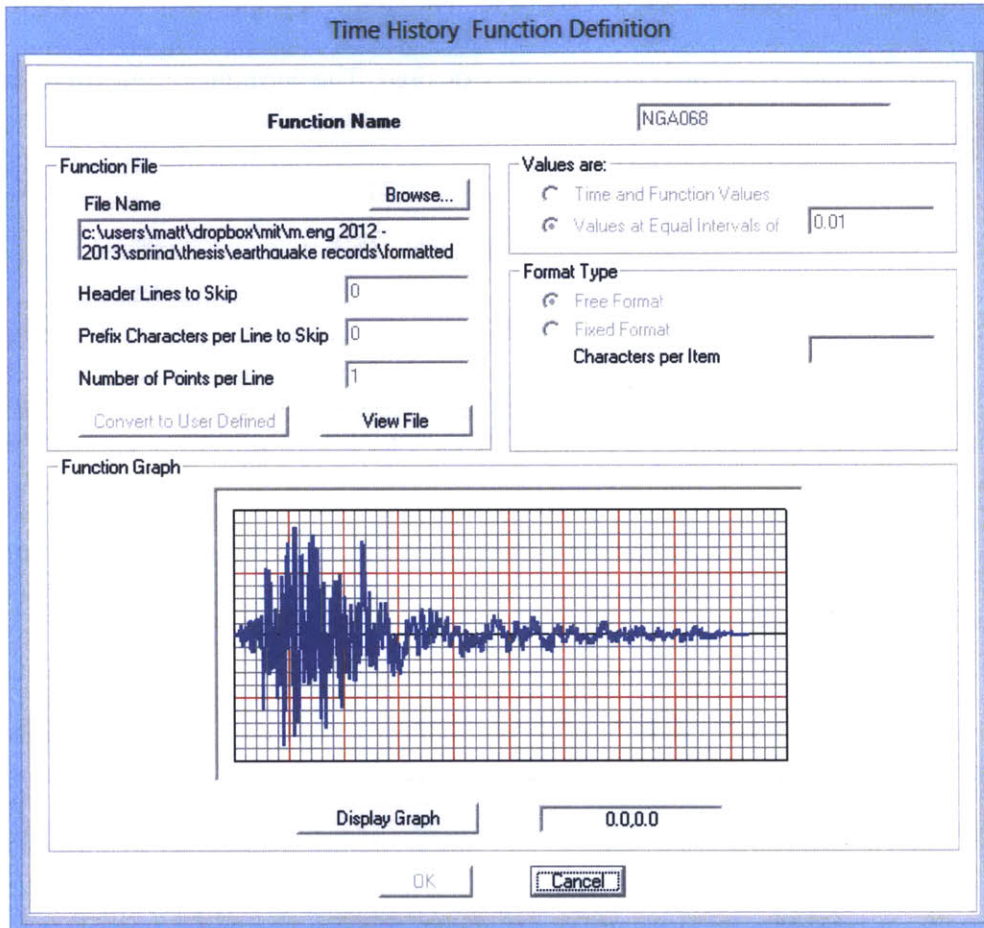 Time History Function Definition
Function Name
NGA068
Function File
File Name
Browse...
c:\users\matt\dropbox\mit\m.eng 2012 -
2013\spring\thesis\earthquake records\formatted
Header Lines to Skip
0
Prefix Characters per Line to Skip
0
Number of Points per Line
1
Convert to User Defined
View File
Values are:
Time and Function Values
Values at Equal Intervals of
0.01
Format Type
Free Format
Fixed Format
Characters per Item
Function Graph
Display Graph
0.0,0.0
OK
Cancel